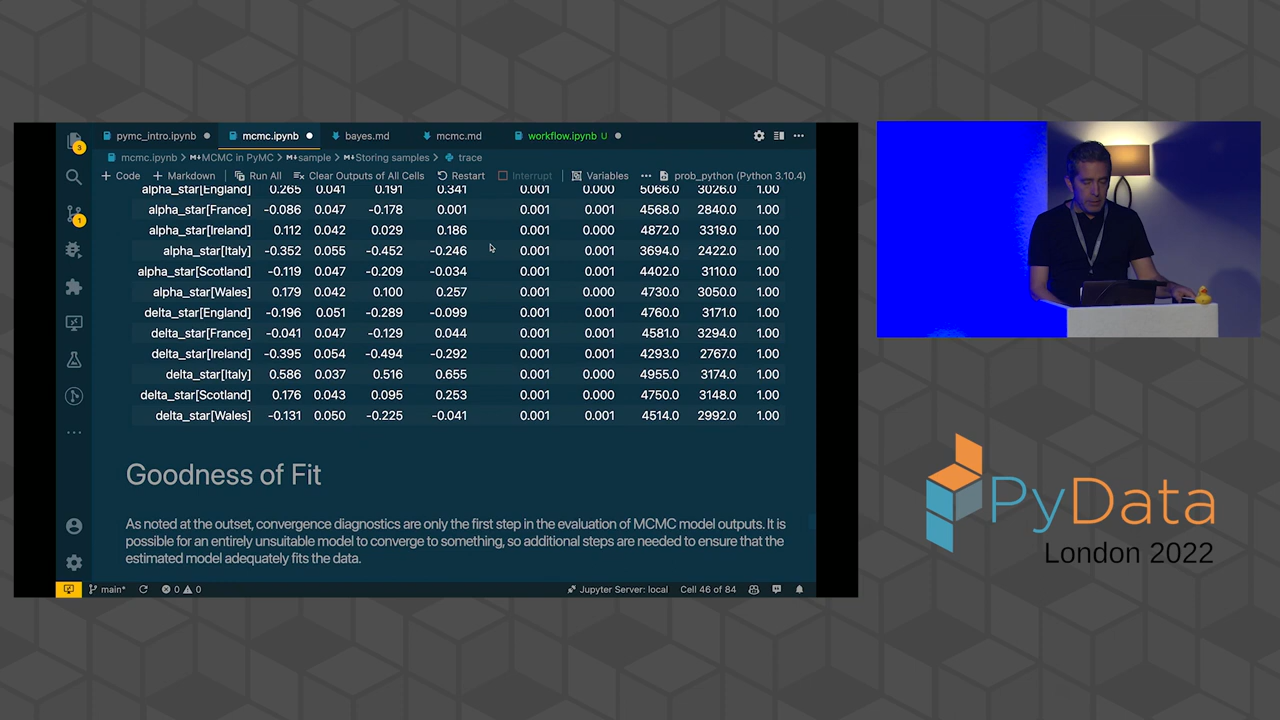 pymc_intro.ipynb mcmc.ipynb bayes.md mcmc.md workflow.ipynb U
3
mcmc.ipynb > MCMC in PyMC > sample > Storing samples > trace
+ Code + Markdown Run All Clear Outputs of All Cells Restart Interrupt Variables ... prob_python (Python 3.10.4)
alpha_star[England] 0.265 0.041 0.191 0.341 0.001 0.000 5066.0 3026.0 1.00
alpha_star[France] -0.086 0.047 -0.178 0.001 0.001 0.001 4568.0 2840.0 1.00
1
alpha_star[Ireland] 0.112 0.042 0.029 0.186 0.001 0.000 4872.0 3319.0 1.00
alpha_star[Italy] -0.352 0.055 -0.452 -0.246 0.001 0.001 3694.0 2422.0 1.00
alpha_star[Scotland] -0.119 0.047 -0.209 -0.034 0.001 0.001 4402.0 3110.0 1.00
alpha_star[Wales] 0.179 0.042 0.100 0.257 0.001 0.000 4730.0 3050.0 1.00
delta_star[England] -0.196 0.051 -0.289 -0.099 0.001 0.001 4760.0 3171.0 1.00
delta_star[France] -0.041 0.047 -0.129 0.044 0.001 0.001 4581.0 3294.0 1.00
delta_star[Ireland] -0.395 0.054 -0.494 -0.292 0.001 0.001 4293.0 2767.0 1.00
delta_star[Italy] 0.586 0.037 0.516 0.655 0.001 0.000 4955.0 3174.0 1.00
delta_star[Scotland] 0.176 0.043 0.095 0.253 0.001 0.000 4750.0 3148.0 1.00
delta_star[Wales] -0.131 0.050 -0.225 -0.041 0.001 0.001 4514.0 2992.0 1.00
Goodness of Fit
As noted at the outset, convergence diagnostics are only the first step in the evaluation of MCMC model outputs. It is
possible for an entirely unsuitable model to converge to something, so additional steps are needed to ensure that the
estimated model adequately fits the data.
main* 0 0 Jupyter Server: local Cell 46 of 84
PyData
London 2022